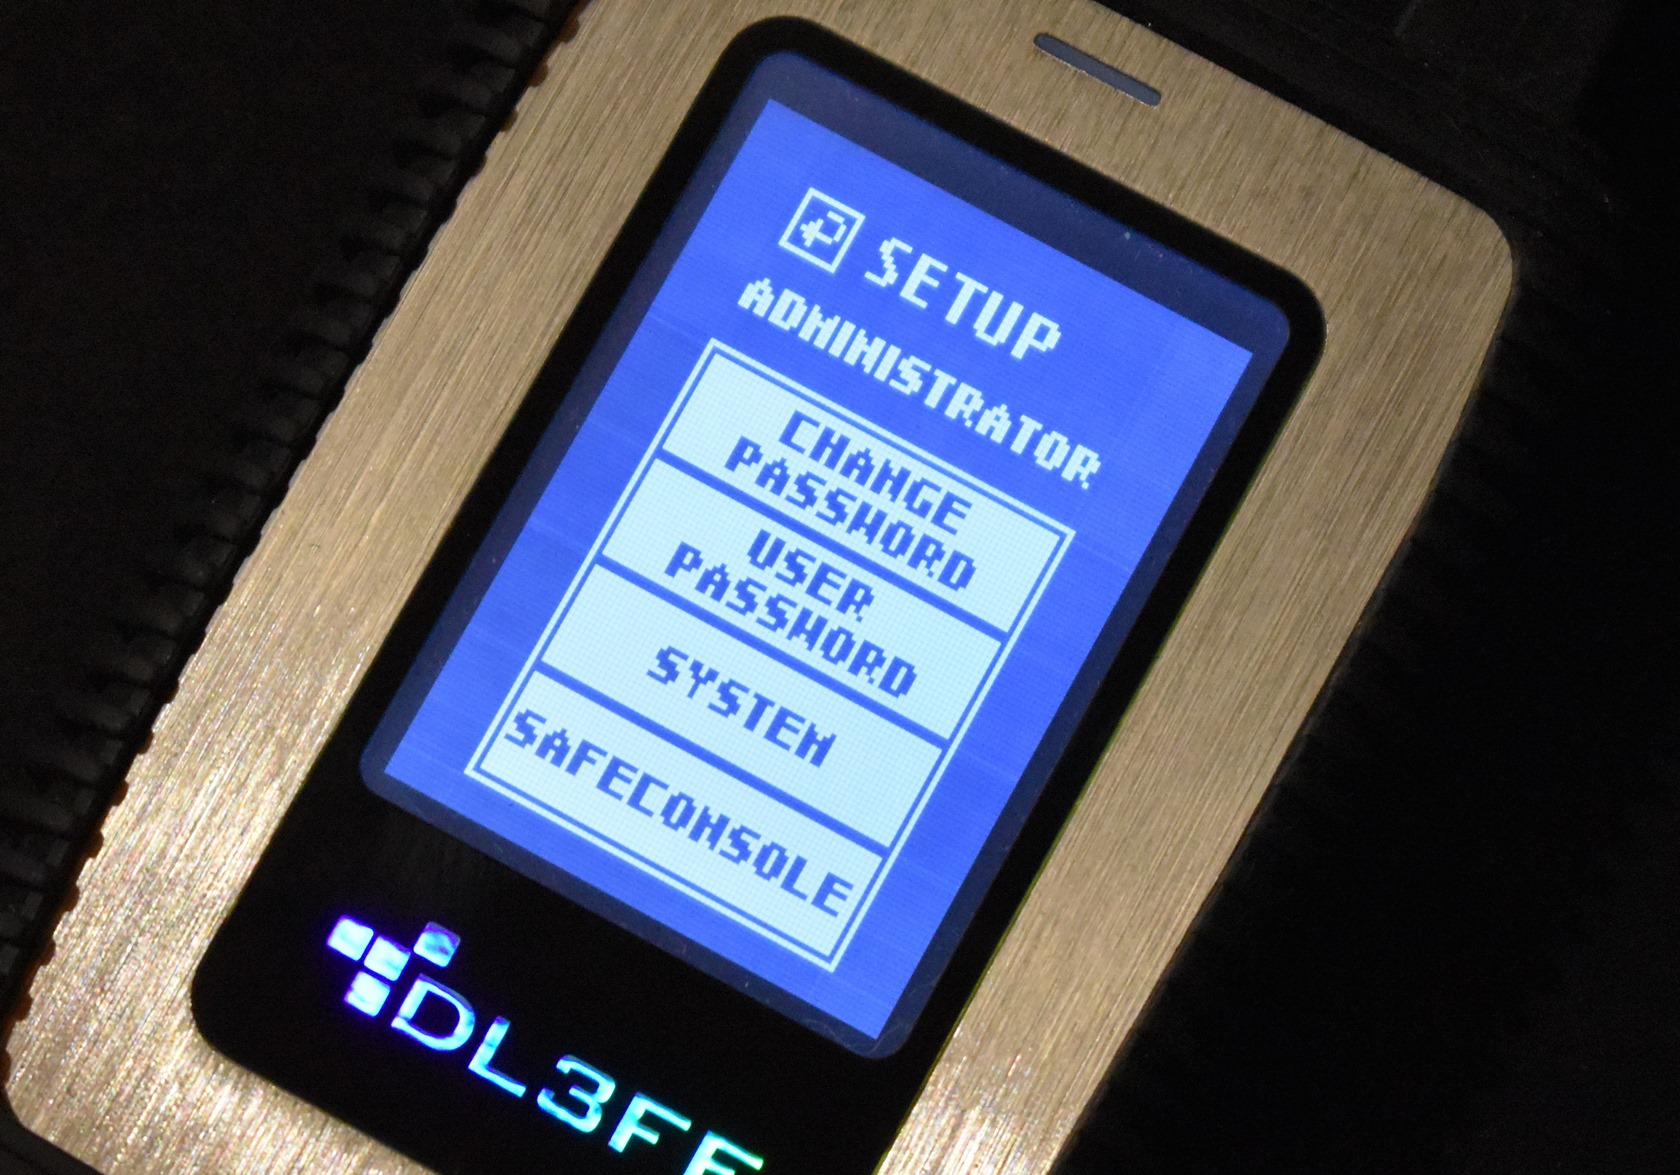 SETUP
ADMINISTRATOR
CHANGE
PASSWORD
USER
PASSWORD
SYSTEM
SAFECONSOLE
DL3FE